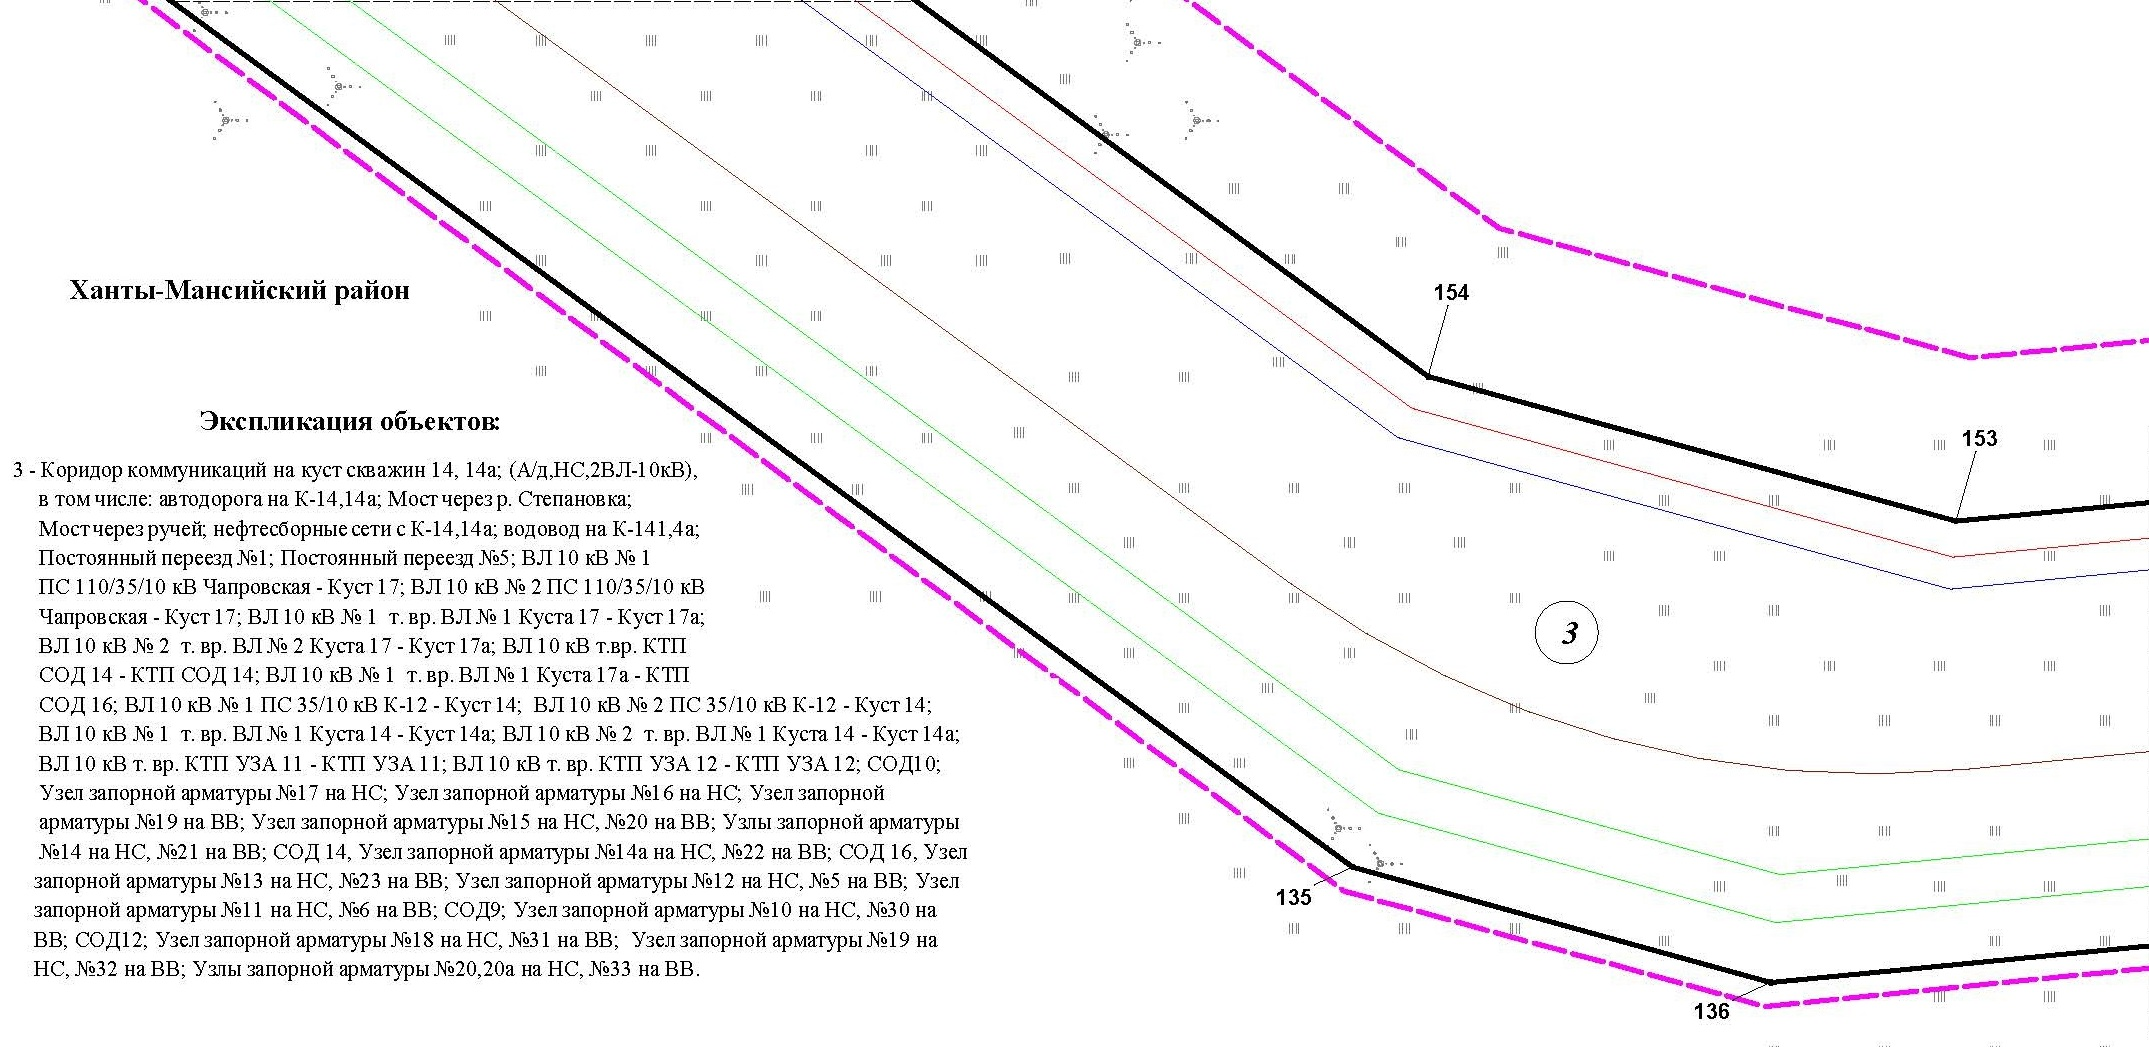 154
Ханты-Мансийский район
153
Экспликация объектов:
3 - Коридор коммуникаций на куст скважин 14, 14а; (А/д,НС,2ВЛ-10кВ),
в том числе: автодорога на К-14,14а; Мост через р. Степановка;
Мост через ручей; нефтесборные сети с К-14,14а; водовод на К-141,4а;
Постоянный переезд №1; Постоянный переезд №5; ВЛ 10 кВ № 1
ПС 110/35/10 кВ Чапровская - Куст 17; ВЛ 10 кВ № 2 ПС 110/35/10 кВ
Чапровская - Куст 17; ВЛ 10 кВ № 1 т. вр. ВЛ № 1 Куста 17 - Куст 17а;
ВЛ 10 кВ № 2 т. вр. ВЛ № 2 Куста 17 - Куст 17а; ВЛ 10 кВ т.вр. КТП
СОД 14 - КТП СОД 14; ВЛ 10 кВ № 1 т. вр. ВЛ № 1 Куста 17а - КТП
СОД 16; ВЛ 10 кВ № 1 ПС 35/10 кВ К-12 - Куст 14; ВЛ 10 кВ № 2 ПС 35/10 кВ К-12 - Куст 14;
ВЛ 10 кВ № 1 т. вр. ВЛ № 1 Куста 14 - Куст 14а; ВЛ 10 кВ № 2 т. вр. ВЛ № 1 Куста 14 - Куст 14а;
ВЛ 10 кВ т. вр. КТП УЗА 11 - КТП УЗА 11; ВЛ 10 кВ т. вр. КТП УЗА 12 - КТП УЗА 12; СОД10;
Узел запорной арматуры №17 на НС; Узел запорной арматуры №16 на НС; Узел запорной
арматуры №19 на ВВ; Узел запорной арматуры №15 на НС, №20 на ВВ; Узлы запорной арматуры
№14 на НС, №21 на ВВ; СОД 14, Узел запорной арматуры №14а на НС, №22 на ВВ; СОД 16, Узел
запорной арматуры №13 на НС, №23 на ВВ; Узел запорной арматуры №12 на НС, №5 на ВВ; Узел
запорной арматуры №11 на НС, №6 на ВВ; СОД9; Узел запорной арматуры №10 на НС, №30 на
ВВ; СОД12; Узел запорной арматуры №18 на НС, №31 на ВВ; Узел запорной арматуры №19 на
НС, №32 на ВВ; Узлы запорной арматуры №20,20а на НС, №33 на ВВ.
3
135
136